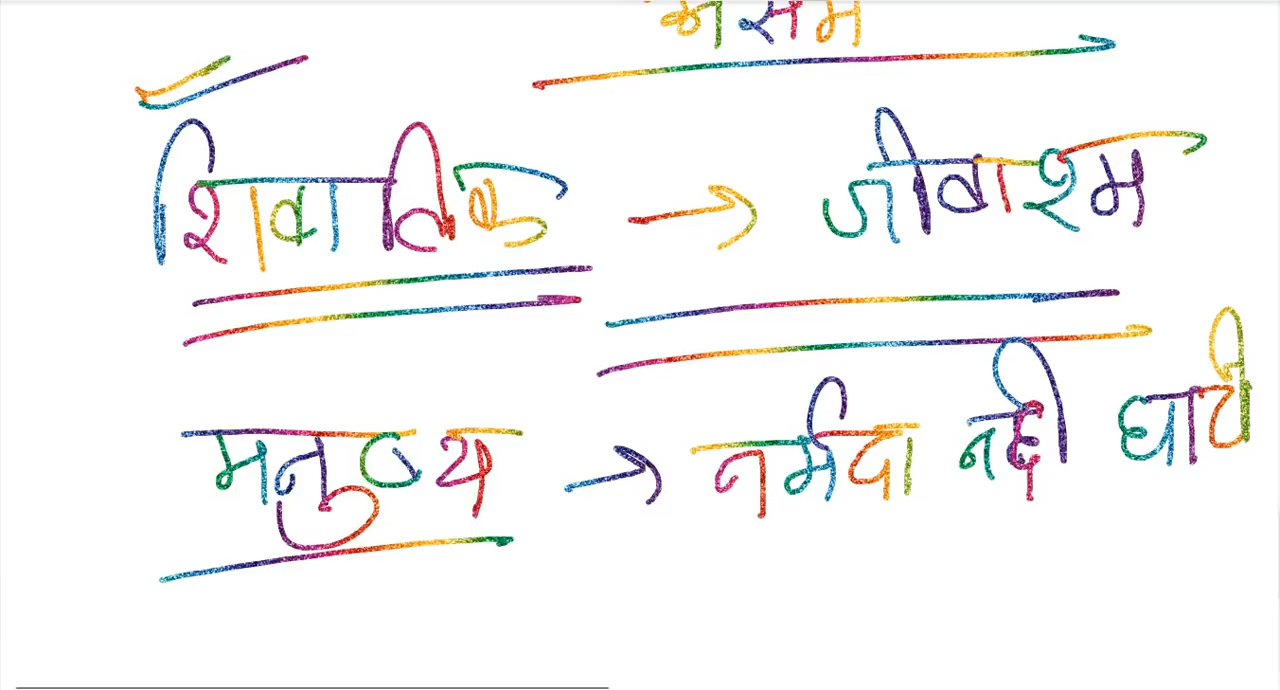 शिवालिक → जीवाश्म
मनुष्य → नर्मदा नदी घाटी